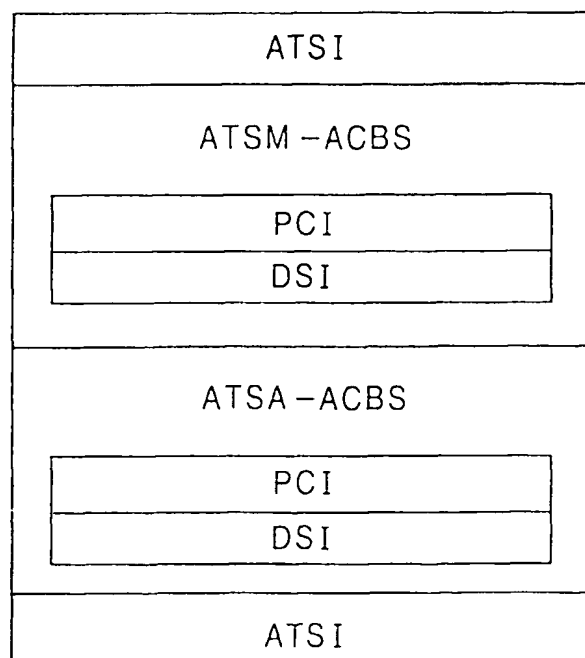 ATSI
ATSM-ACBS
PCI
DSI
ATSA-ACBS
PCI
DSI
ATSI